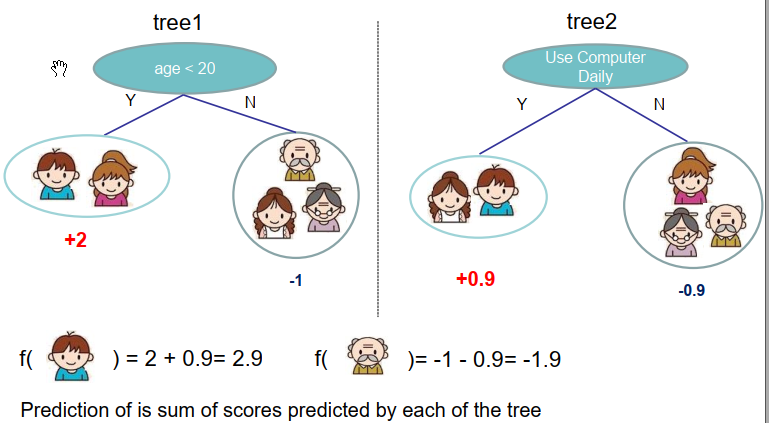 tree1
age < 20
Y
N
+2
-1
tree2
Use Computer
Daily
Y
N
+0.9
-0.9
f( ) = 2 + 0.9= 2.9
f( )= -1 - 0.9= -1.9
Prediction of is sum of scores predicted by each of the tree